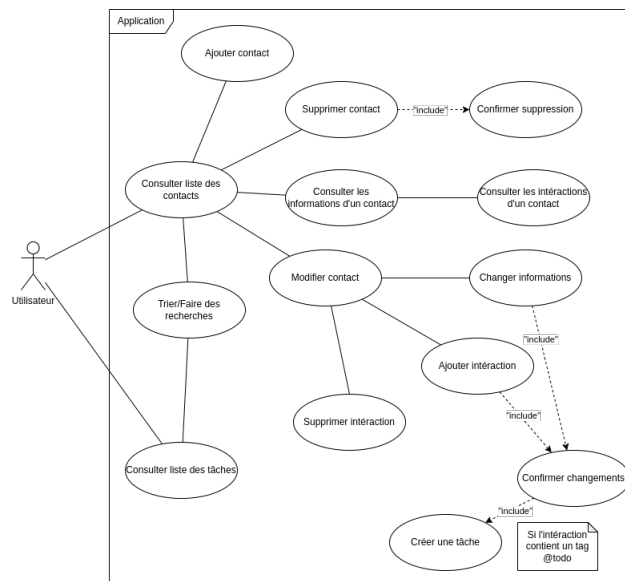 Application
Ajouter contact
Supprimer contact
"include"
Confirmer suppression
Consulter liste des
contacts
Consulter les
informations d'un contact
Consulter les intéractions
d'un contact
Utilisateur
Modifier contact
Changer informations
Trier/Faire des
recherches
"include"
Ajouter intéraction
Supprimer intéraction
"include"
Consulter liste des tâches
Confirmer changements
"include"
Créer une tâche
Si l'intéraction
contient un tag
@todo